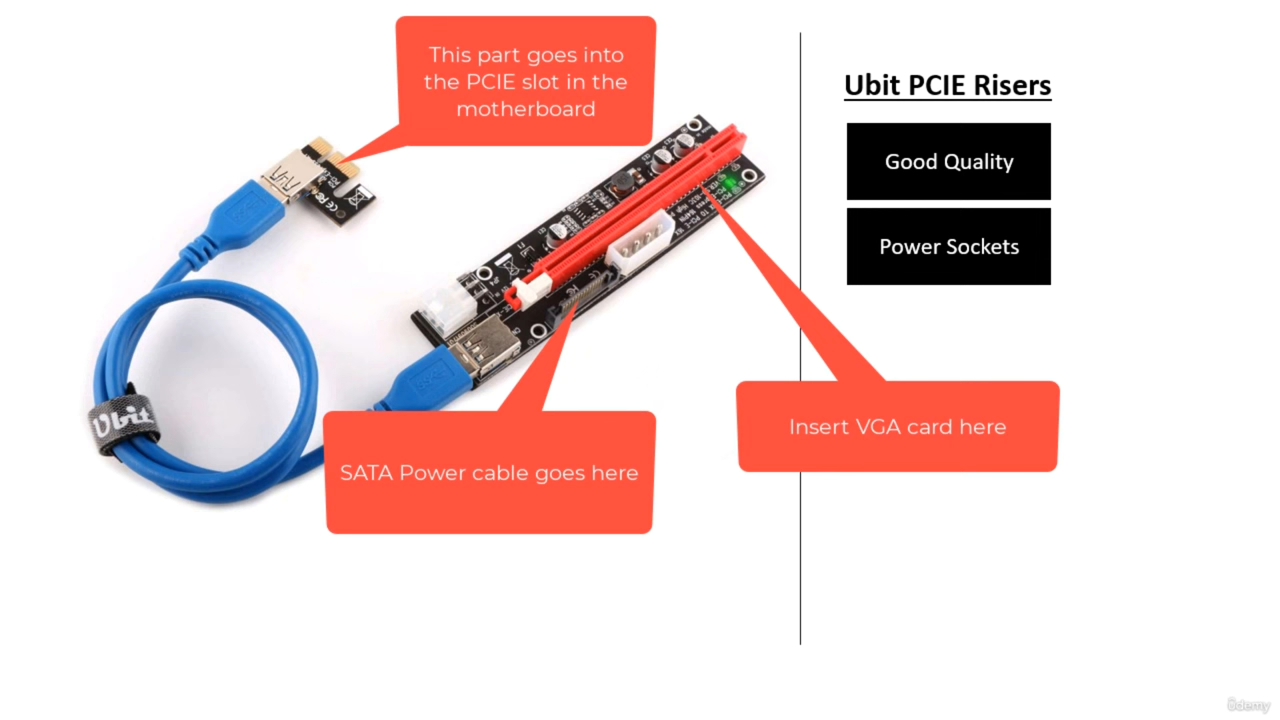 This part goes into
the PCIE slot in the
motherboard
Ubit PCIE Risers
Good Quality
Power Sockets
Ubit
Insert VGA card here
SATA Power cable goes here
ûdemy